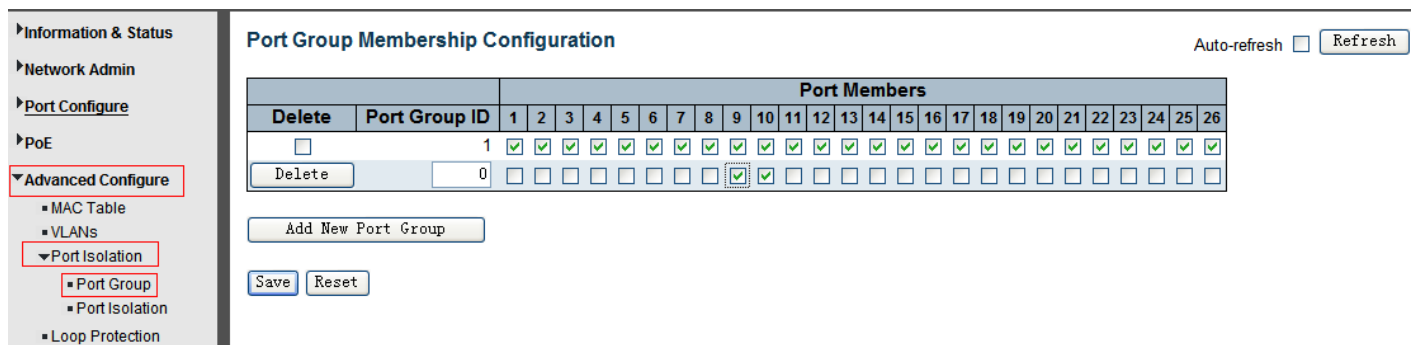 Information & Status
Network Admin
Port Configure
PoE
Advanced Configure
MAC Table
VLANs
Port Isolation
Port Group
Port Isolation
Loop Protection
Port Group Membership Configuration
Auto-refresh Refresh
Port Members
Delete Port Group ID 1 2 3 4 5 6 7 8 9 10 11 12 13 14 15 16 17 18 19 20 21 22 23 24 25 26
1
Delete 0
Add New Port Group
Save Reset